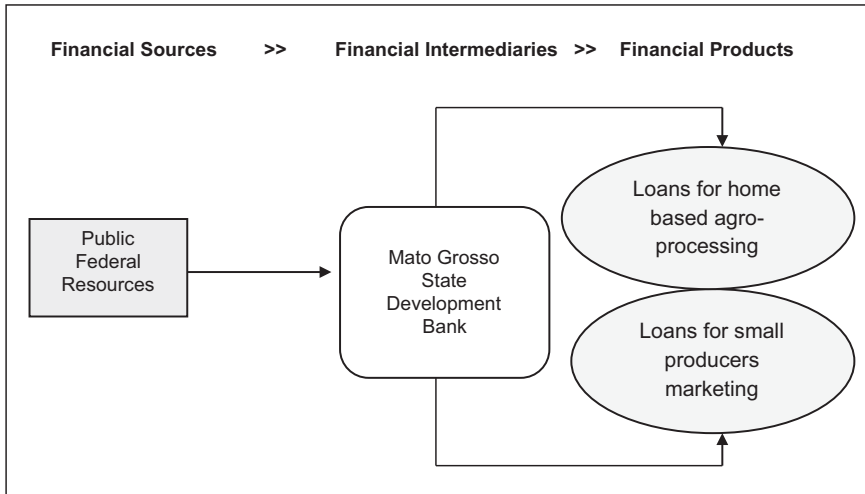 Financial Sources >> Financial Intermediaries >> Financial Products
Public
Federal
Resources
Mato Grosso
State
Development
Bank
Loans for home
based agro-
processing
Loans for small
producers
marketing